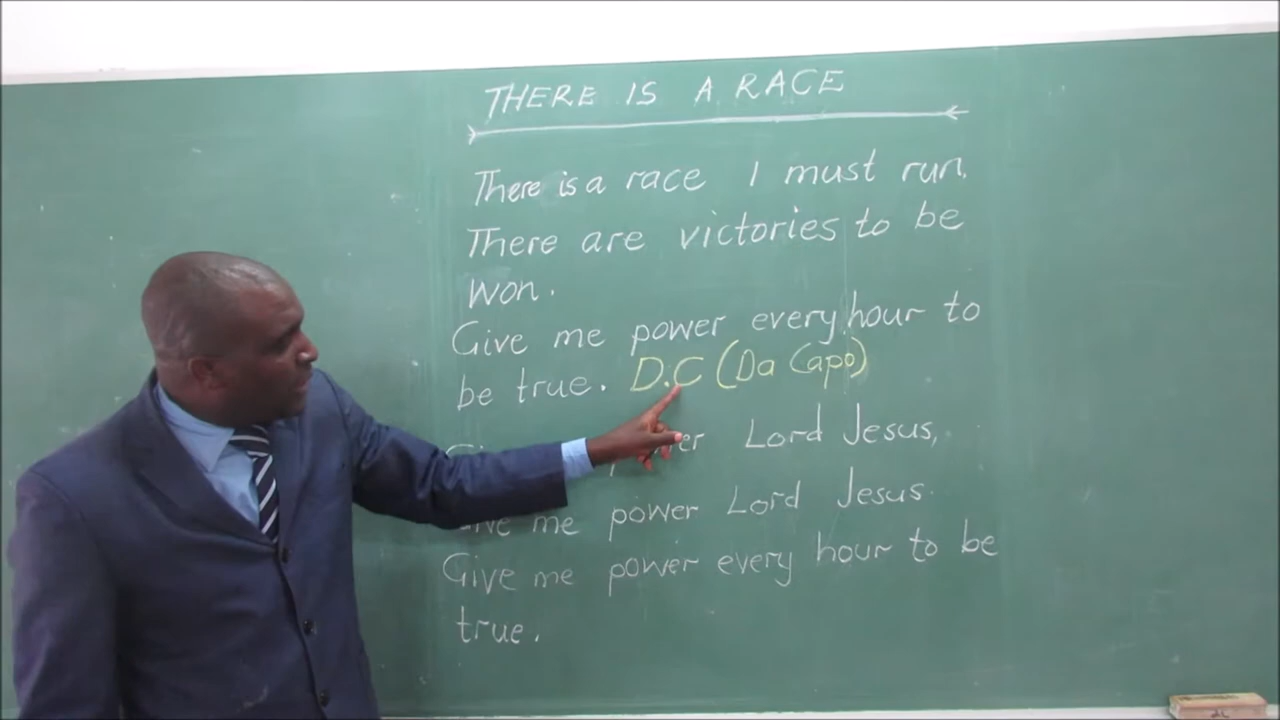 THERE IS A RACE
There is a race I must run.
There are victories to be
won.
Give me power every hour to
be true. D.C (Da Capo)
Lord Jesus,
Give me power Lord Jesus.
Give me power every hour to be
true.